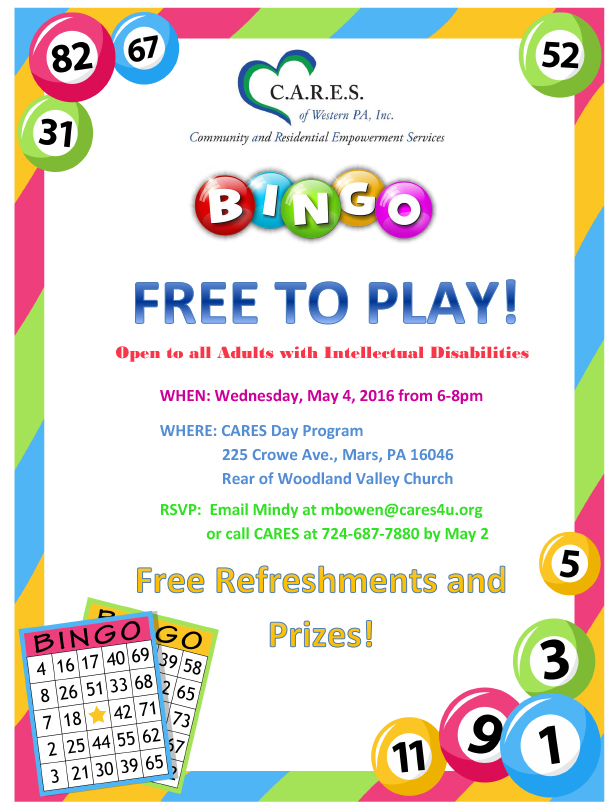 82
67
52
31
C.A.R.E.S.
of Western PA, Inc.
Community and Residential Empowerment Services
BINGO
FREE TO PLAY!
Open to all Adults with Intellectual Disabilities
WHEN: Wednesday, May 4, 2016 from 6-8pm
WHERE: CARES Day Program
225 Crowe Ave., Mars, PA 16046
Rear of Woodland Valley Church
RSVP: Email Mindy at mbowen@cares4u.org
or call CARES at 724-687-7880 by May 2
Free Refreshments and
Prizes!
5
3
9
1
11
BINGO
4 16 17 40 69
8 26 51 33 68
7 18 42 71
2 25 44 55 62
3 21 30 39 65
GO
39 58
65
73